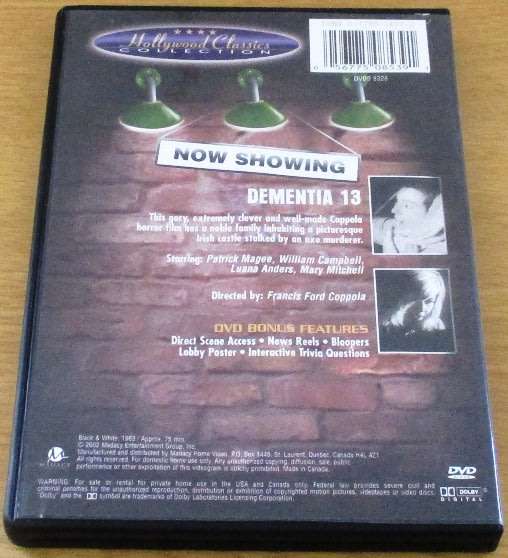 ★★★★
Hollywood Classics
COLLECTION
56775 08539
DVD9 8328
NOW SHOWING
DEMENTIA 13
This gory, extremely clever and well-made Coppola
horror film has a noble family inhabiting a picturesque
Irish castle stalked by an axe murderer.
Starring: Patrick Magee, William Campbell,
Luana Anders, Mary Mitchell
Directed by: Francis Ford Coppola
DVD BONUS FEATURES
Direct Scene Access • News Reels • Bloopers
Lobby Poster • Interactive Trivia Questions
Black & White, 1963 / Approx. 75 min.
© 2002 Madacy Entertainment Group, Inc.
Manufactured and distributed by Madacy Home Video, P.O. Box 8445, St. Laurent, Quebec, Canada H4L 4Z1
All rights reserved. For domestic home use only. Any unauthorized copying, diffusion, sale, public
performance or other exploitation of this videogram is strictly prohibited. Made in Canada.
MADACY
DVD
WARNING: For sale or rental for private home use in the USA and Canada only. Federal law provides severe civil and
criminal penalties for the unauthorized reproduction, distribution or exhibition of copyrighted motion pictures, videotapes or video discs.
"Dolby" and the symbol are trademarks of Dolby Laboratories Licensing Corporation.
DOLBY
DIGITAL